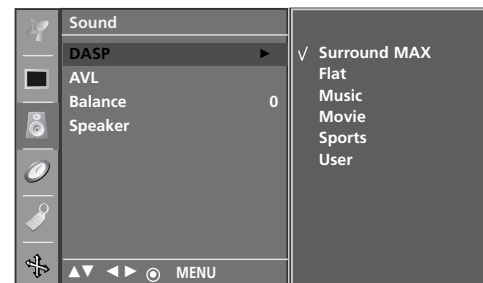 Sound
DASP ►
AVL
Balance 0
Speaker
▲▼ ◄► ⊙ MENU
√ Surround MAX
Flat
Music
Movie
Sports
User